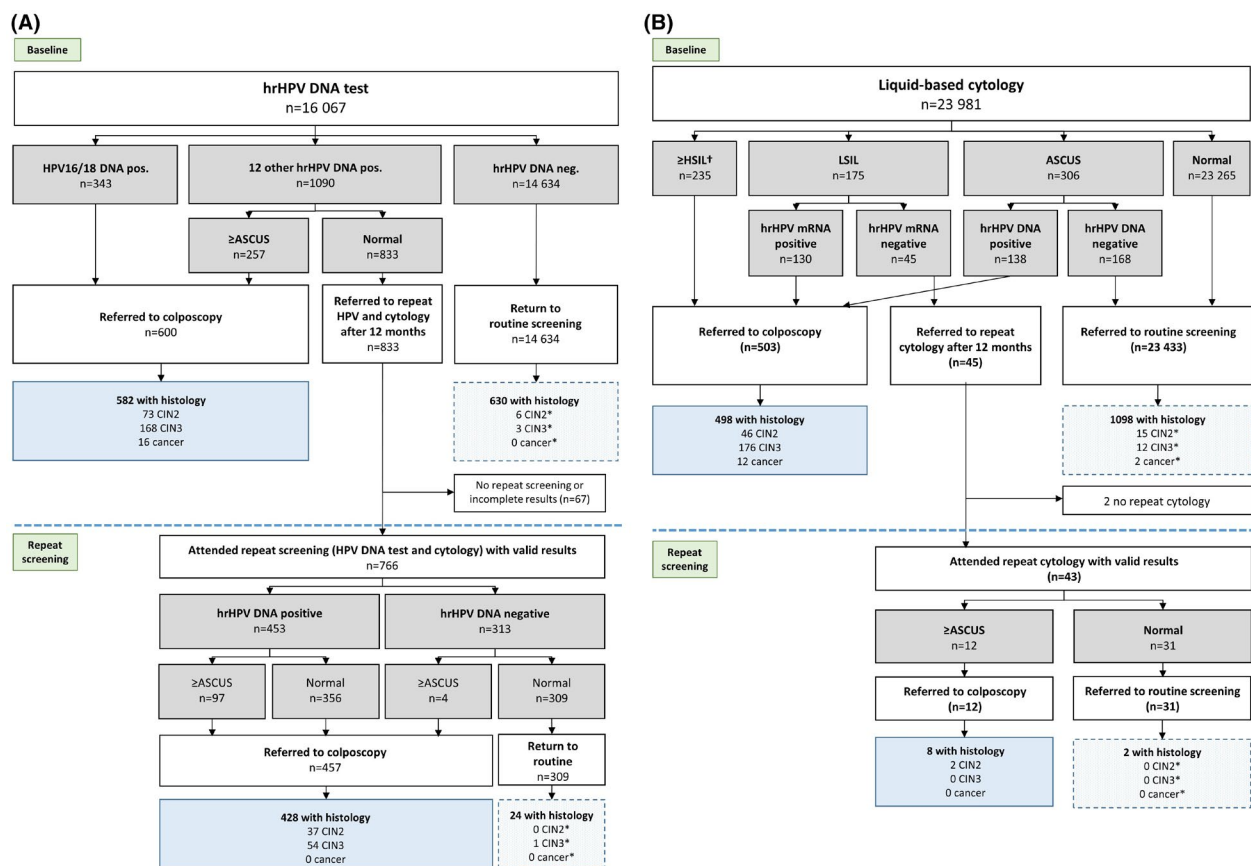 (A)
Baseline
hrHPV DNA test
n=16 067
HPV16/18 DNA pos.
n=343
12 other hrHPV DNA pos.
n=1090
hrHPV DNA neg.
n=14 634
≥ASCUS
n=257
Normal
n=833
Referred to colposcopy
n=600
Referred to repeat
HPV and cytology
after 12 months
n=833
Return to
routine screening
n=14 634
582 with histology
73 CIN2
168 CIN3
16 cancer
630 with histology
6 CIN2*
3 CIN3*
0 cancer*
No repeat screening or
incomplete results (n=67)
Repeat
screening
Attended repeat screening (HPV DNA test and cytology) with valid results
n=766
hrHPV DNA positive
n=453
hrHPV DNA negative
n=313
≥ASCUS
n=97
Normal
n=356
≥ASCUS
n=4
Normal
n=309
Referred to colposcopy
n=457
Return to
routine
n=309
428 with histology
37 CIN2
54 CIN3
0 cancer
24 with histology
0 CIN2*
1 CIN3*
0 cancer*
(B)
Baseline
Liquid-based cytology
n=23 981
≥HSIL†
n=235
LSIL
n=175
ASCUS
n=306
Normal
n=23 265
hrHPV mRNA
positive
n=130
hrHPV mRNA
negative
n=45
hrHPV DNA
positive
n=138
hrHPV DNA
negative
n=168
Referred to colposcopy
(n=503)
Referred to repeat
cytology after 12 months
(n=45)
Referred to routine screening
(n=23 433)
498 with histology
46 CIN2
176 CIN3
12 cancer
1098 with histology
15 CIN2*
12 CIN3*
2 cancer*
2 no repeat cytology
Repeat
screening
Attended repeat cytology with valid results
(n=43)
≥ASCUS
n=12
Normal
n=31
Referred to colposcopy
(n=12)
Referred to routine screening
(n=31)
8 with histology
2 CIN2
0 CIN3
0 cancer
2 with histology
0 CIN2*
0 CIN3*
0 cancer*